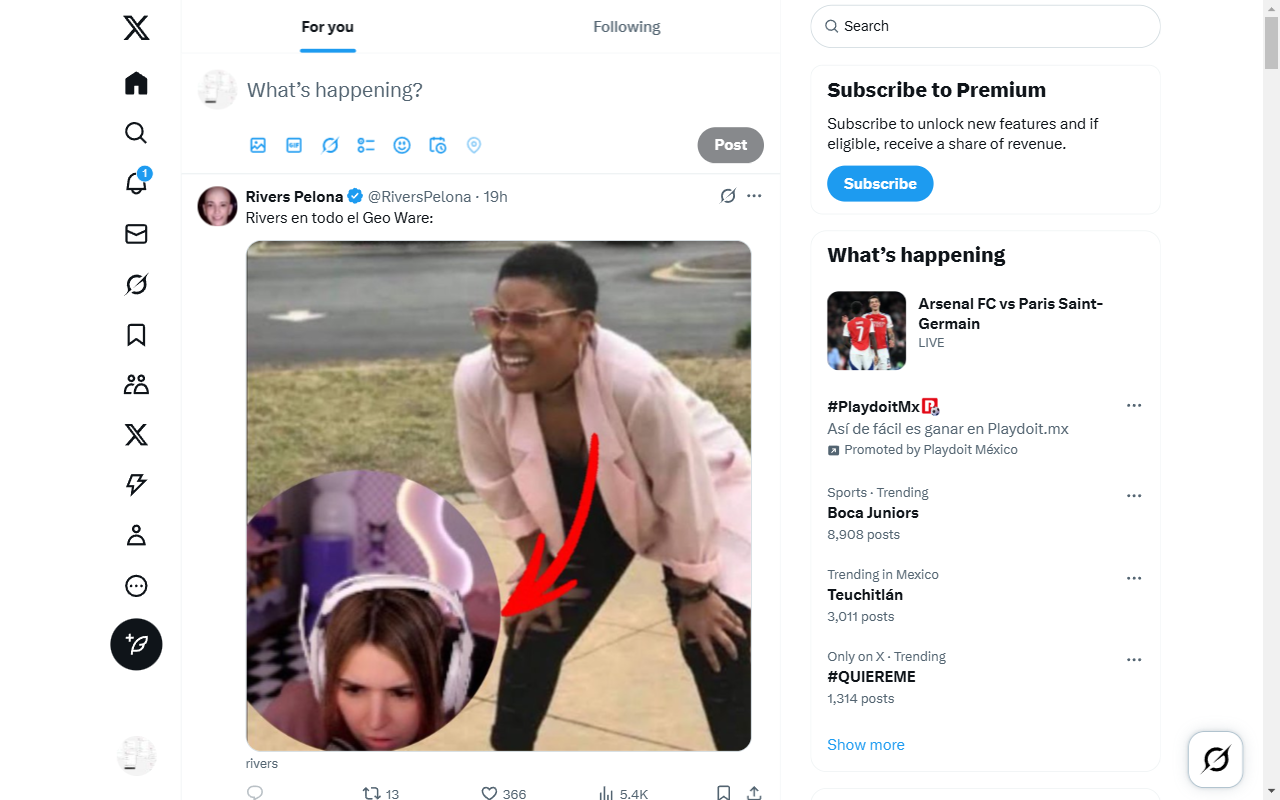 For you
Following
What's happening?
GIF
Post
1
Rivers Pelona @RiversPelona · 19h
Rivers en todo el Geo Ware:
rivers
13
366
5.4K
Search
Subscribe to Premium
Subscribe to unlock new features and if
eligible, receive a share of revenue.
Subscribe
What's happening
Arsenal FC vs Paris Saint-
Germain
LIVE
7
#PlaydoitMx
Así de fácil es ganar en Playdoit.mx
Promoted by Playdoit México
Sports · Trending
Boca Juniors
8,908 posts
Trending in Mexico
Teuchitlán
3,011 posts
Only on X · Trending
#QUIEREME
1,314 posts
Show more